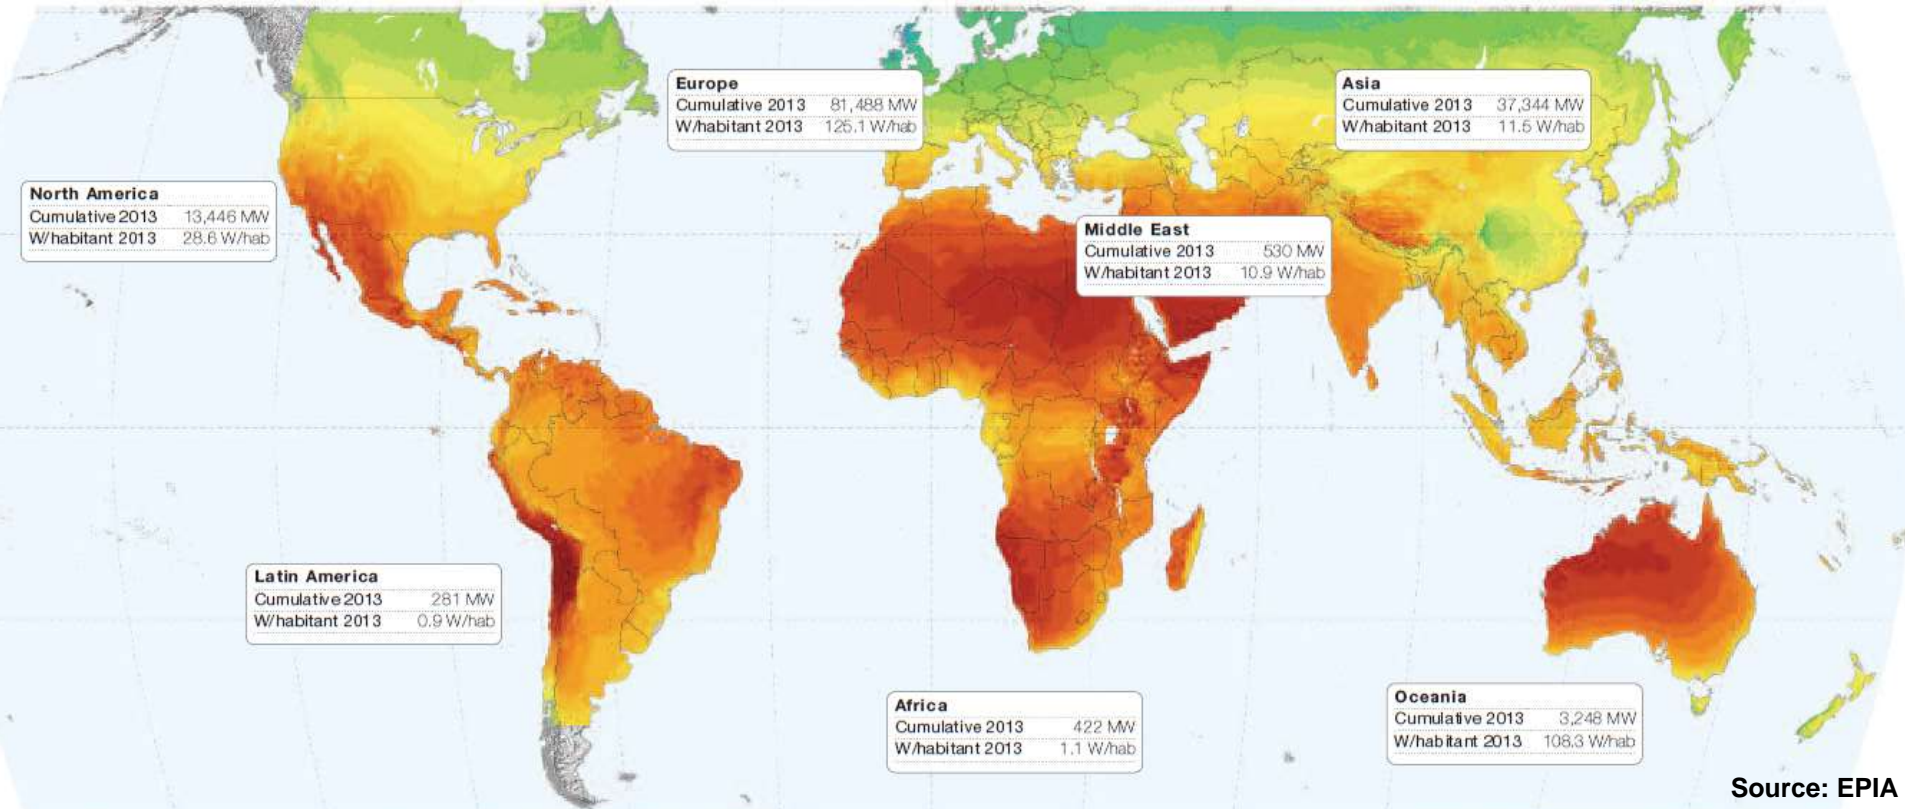 Europe
Cumulative 2013 81,488 MW
W/habitant 2013 125.1 W/hab
Asia
Cumulative 2013 37,344 MW
W/habitant 2013 11.5 W/hab
North America
Cumulative 2013 13,446 MW
W/habitant 2013 28.6 W/hab
Middle East
Cumulative 2013 530 MW
W/habitant 2013 10.9 W/hab
Latin America
Cumulative 2013 281 MW
W/habitant 2013 0.9 W/hab
Africa
Cumulative 2013 422 MW
W/habitant 2013 1.1 W/hab
Oceania
Cumulative 2013 3,248 MW
W/habitant 2013 108.3 W/hab
Source: EPIA